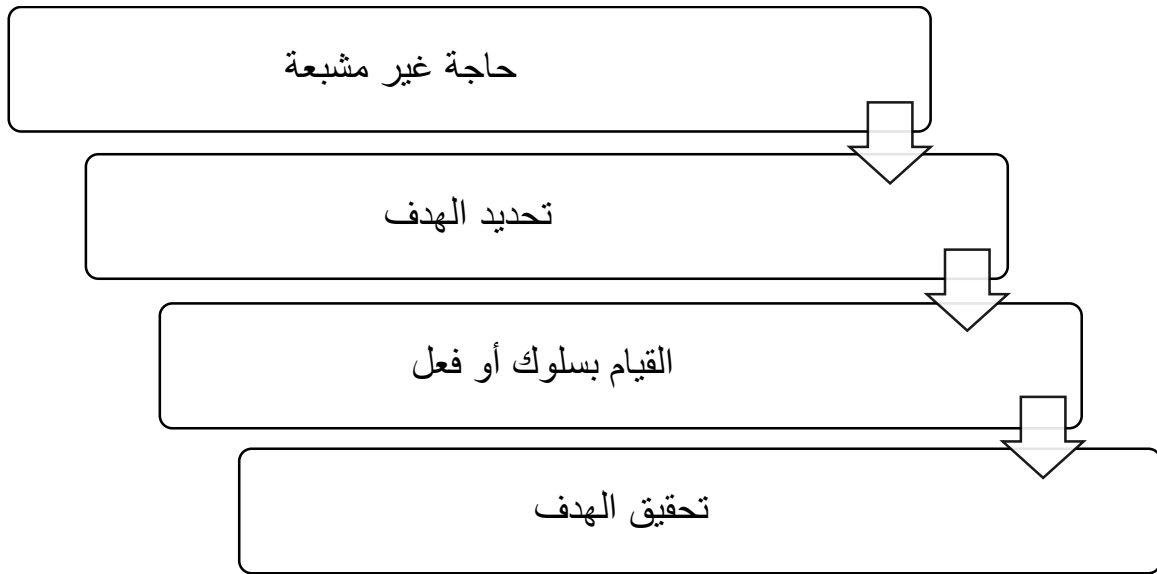 حاجة غير مشبعة
تحديد الهدف
القيام بسلوك أو فعل
تحقيق الهدف